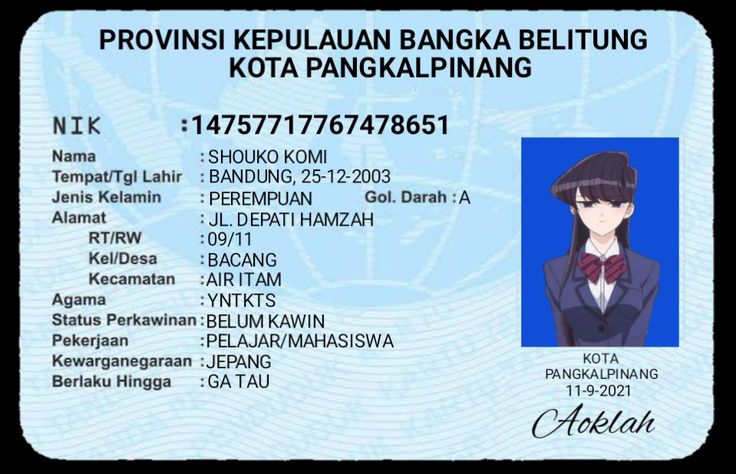 PROVINSI KEPULAUAN BANGKA BELITUNG
KOTA PANGKALPINANG
NIK :14757717767478651
Nama : SHOUKO KOMI
Tempat/Tgl Lahir : BANDUNG, 25-12-2003
Jenis Kelamin : PEREMPUAN Gol. Darah : A
Alamat : JL. DEPATI HAMZAH
RT/RW : 09/11
Kel/Desa : BACANG
Kecamatan : AIR ITAM
Agama : YNTKTS
Status Perkawinan : BELUM KAWIN
Pekerjaan : PELAJAR/MAHASISWA
Kewarganegaraan : JEPANG
Berlaku Hingga : GA TAU
KOTA
PANGKALPINANG
11-9-2021
Aoklah